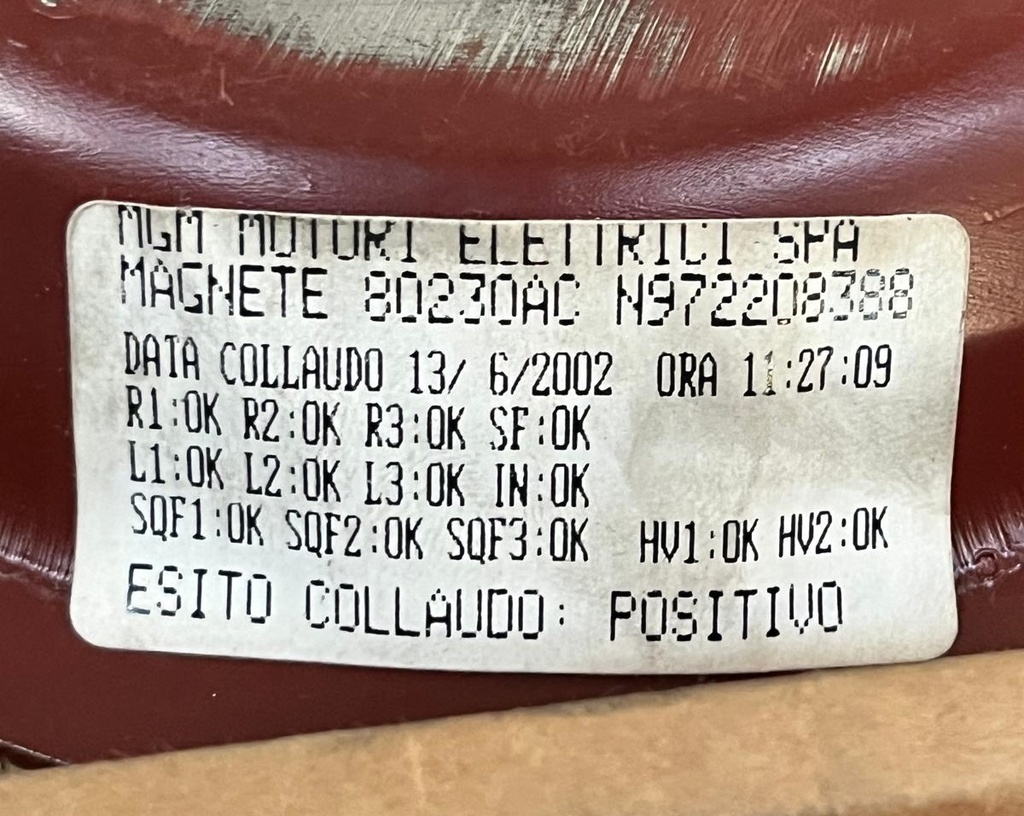 MGM MOTORI ELETTRICI SPA
MAGNETE 80230AC N972208388
DATA COLLAUDO 13/ 6/2002 ORA 11:27:09
R1:OK R2:OK R3:OK SF:OK
L1:OK L2:OK L3:OK IN:OK
SQF1:OK SQF2:OK SQF3:OK HV1:OK HV2:OK
ESITO COLLAUDO: POSITIVO